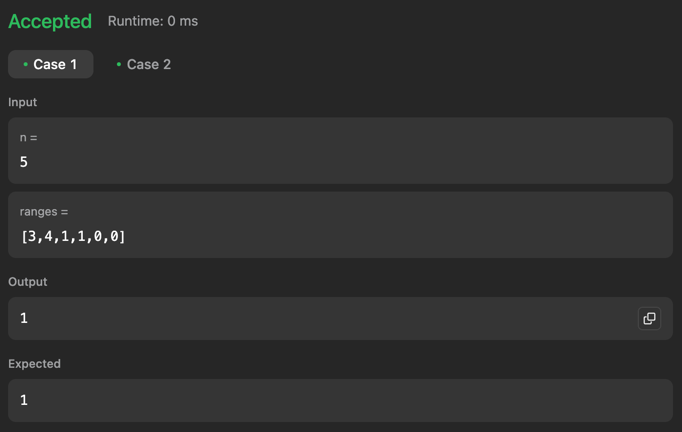 Accepted Runtime: 0 ms
Case 1 Case 2
Input
n =
5
ranges =
[3,4,1,1,0,0]
Output
1
Expected
1